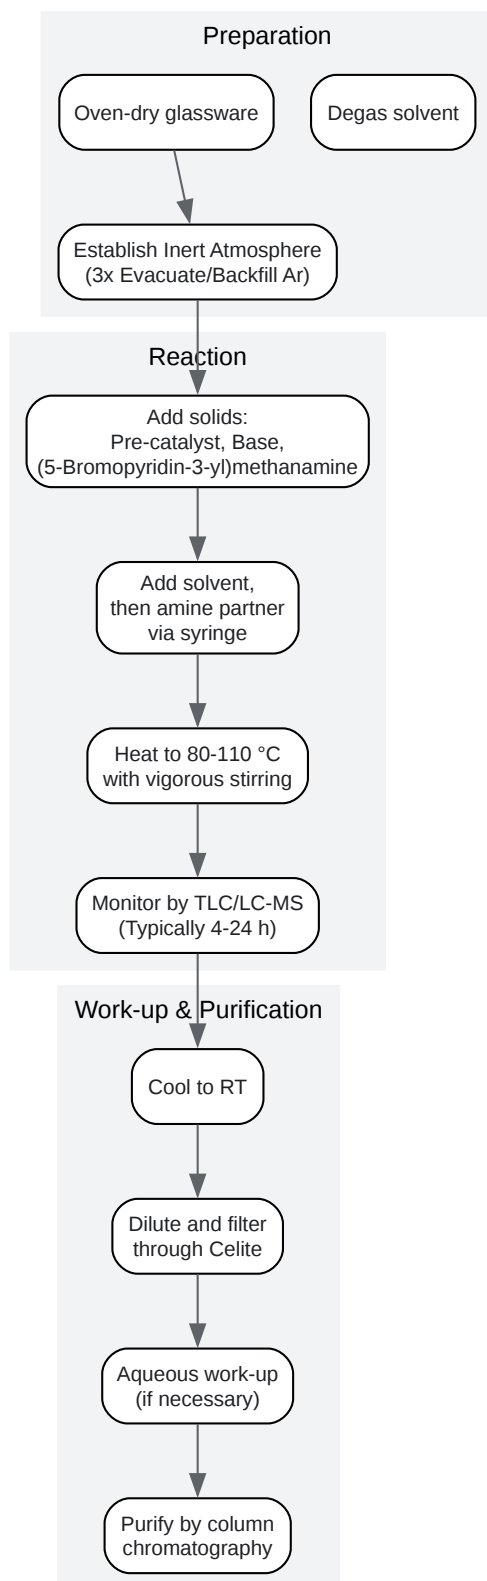 Preparation
Oven-dry glassware
Degas solvent
Establish Inert Atmosphere
(3x Evacuate/Backfill Ar)
Reaction
Add solids:
Pre-catalyst, Base,
(5-Bromopyridin-3-yl)methanamine
Add solvent,
then amine partner
via syringe
Heat to 80-110 °C
with vigorous stirring
Monitor by TLC/LC-MS
(Typically 4-24 h)
Work-up & Purification
Cool to RT
Dilute and filter
through Celite
Aqueous work-up
(if necessary)
Purify by column
chromatography